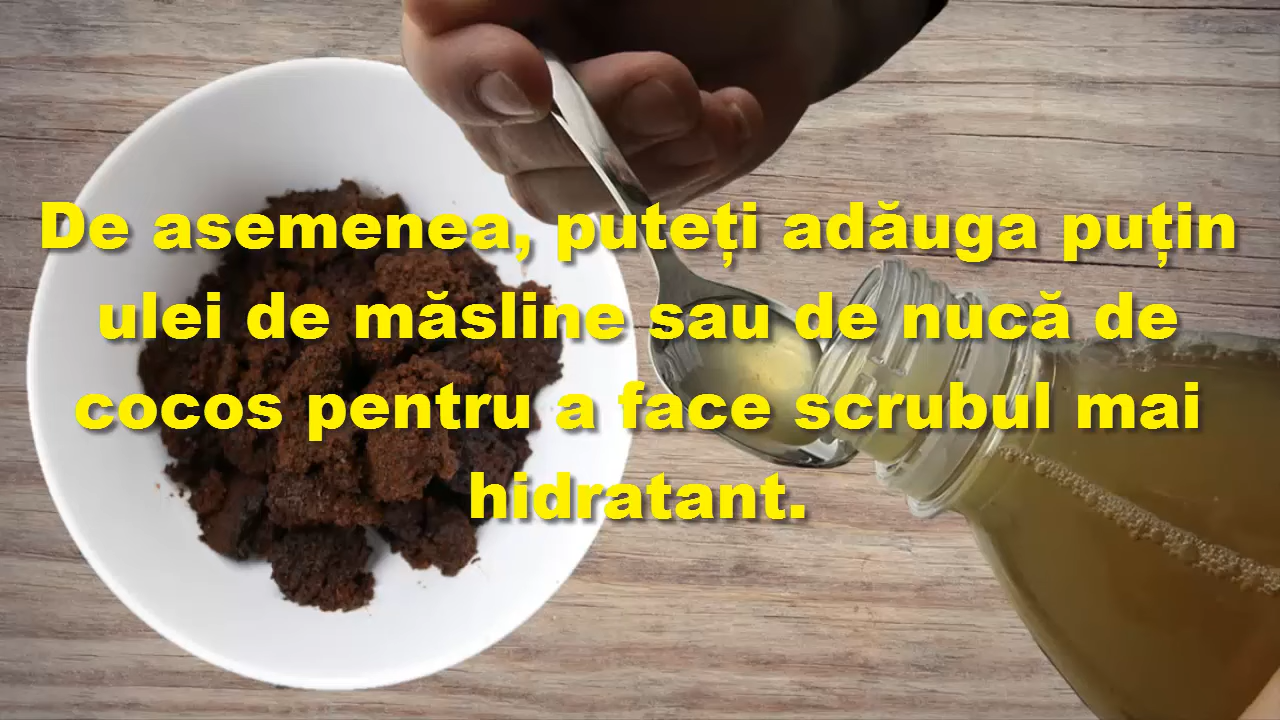 De asemenea, puteți adăuga puțin
ulei de măsline sau de nucă de
cocos pentru a face scrubul mai
hidratant.